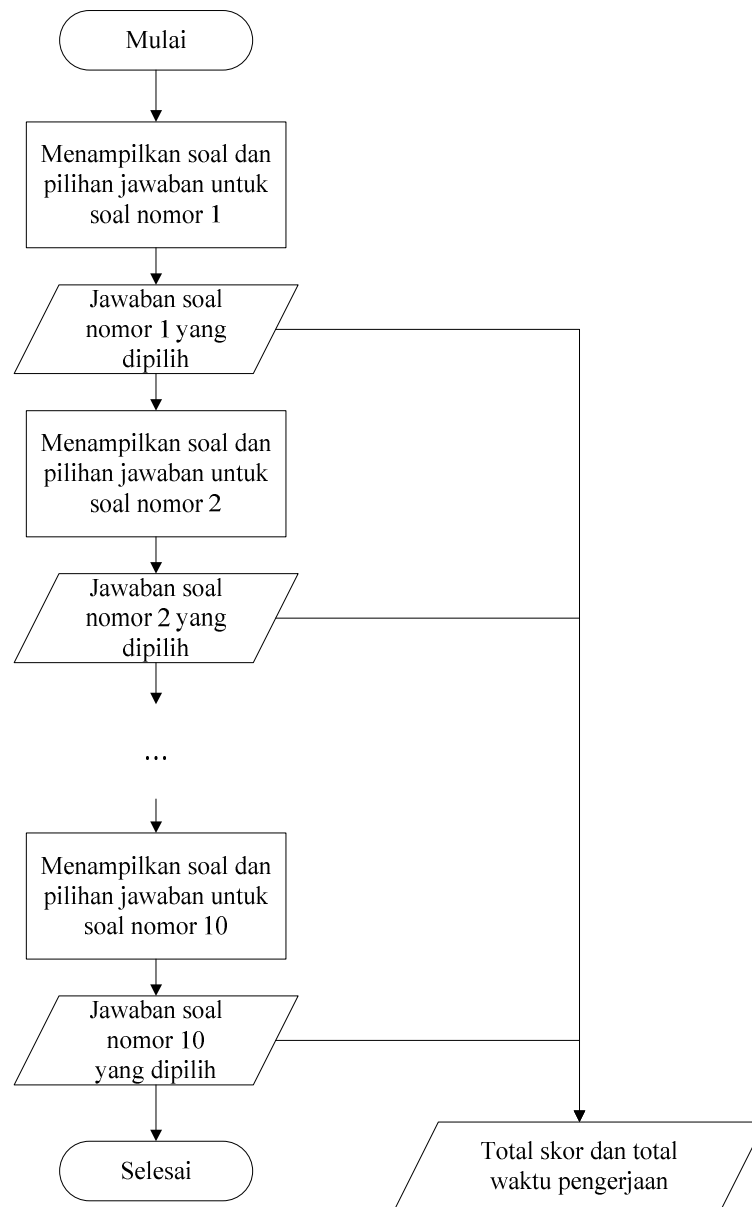 Mulai
Menampilkan soal dan
pilihan jawaban untuk
soal nomor 1
Jawaban soal
nomor 1 yang
dipilih
Menampilkan soal dan
pilihan jawaban untuk
soal nomor 2
Jawaban soal
nomor 2 yang
dipilih
...
Menampilkan soal dan
pilihan jawaban untuk
soal nomor 10
Jawaban soal
nomor 10
yang dipilih
Selesai
Total skor dan total
waktu pengerjaan